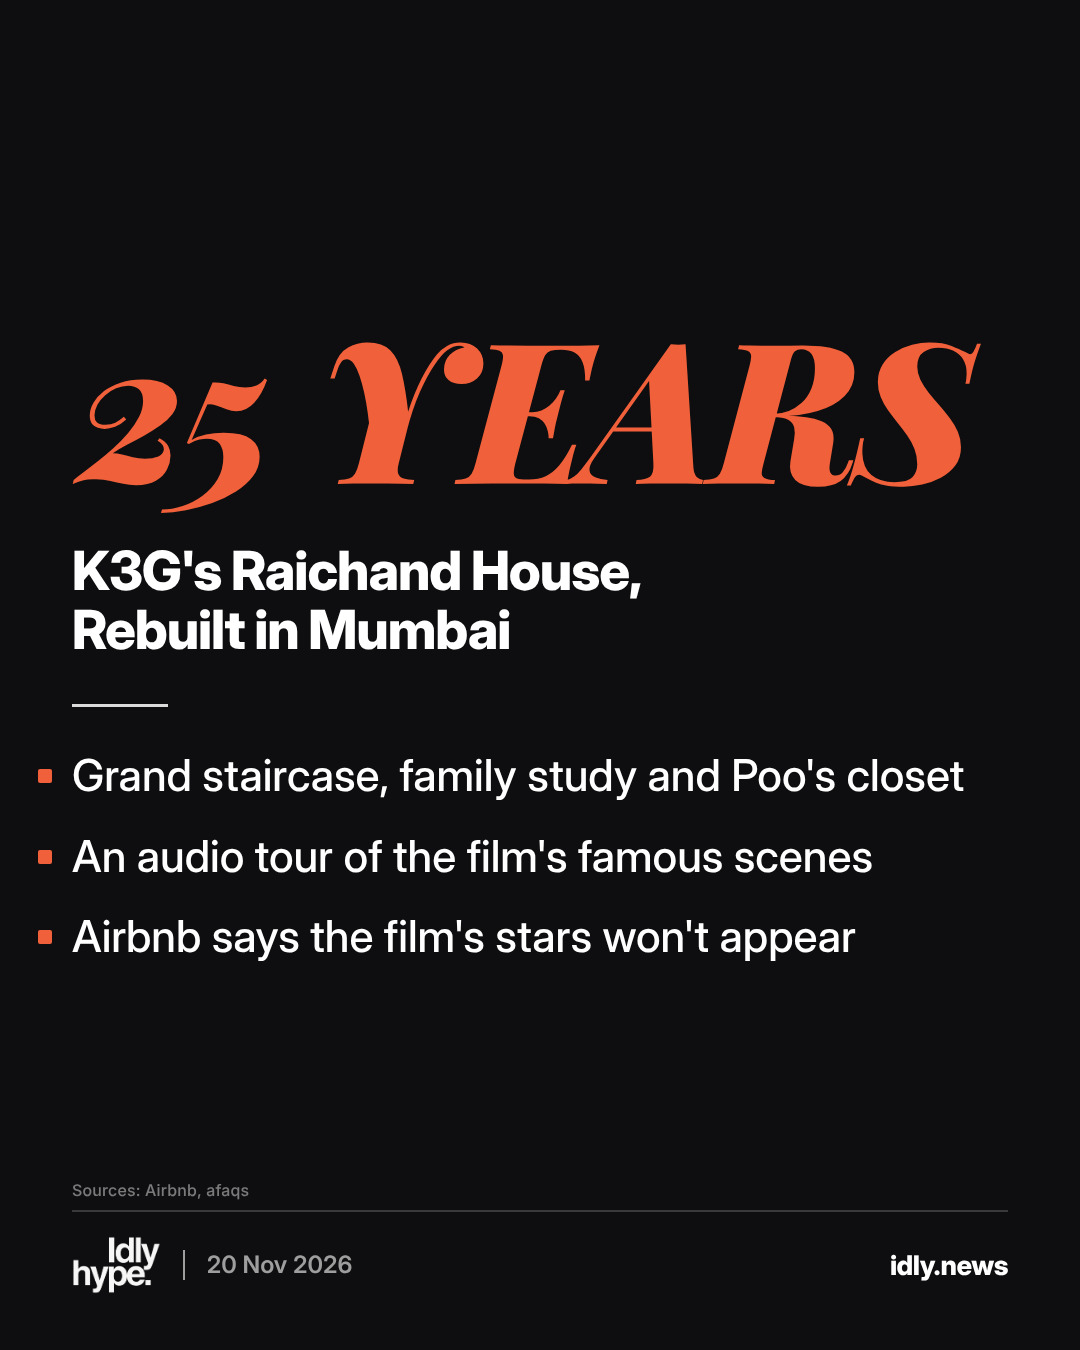 25 YEARS
K3G's Raichand House,
Rebuilt in Mumbai
Grand staircase, family study and Poo's closet
An audio tour of the film's famous scenes
Airbnb says the film's stars won't appear
Sources: Airbnb, afaqs
Idly
hype.
20 Nov 2026
idly.news